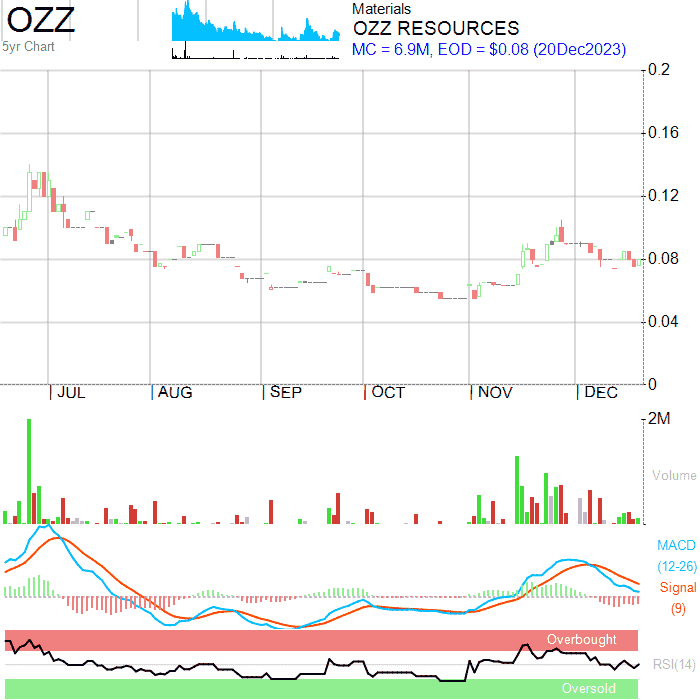 OZZ
5yr Chart
Materials
OZZ RESOURCES
MC = 6.9M, EOD = $0.08 (20Dec2023)
0.2
0.16
0.12
0.08
0.04
0
JUL AUG SEP OCT NOV DEC
2M
Volume
MACD
(12-26)
Signal
(9)
Overbought
RSI(14)
Oversold